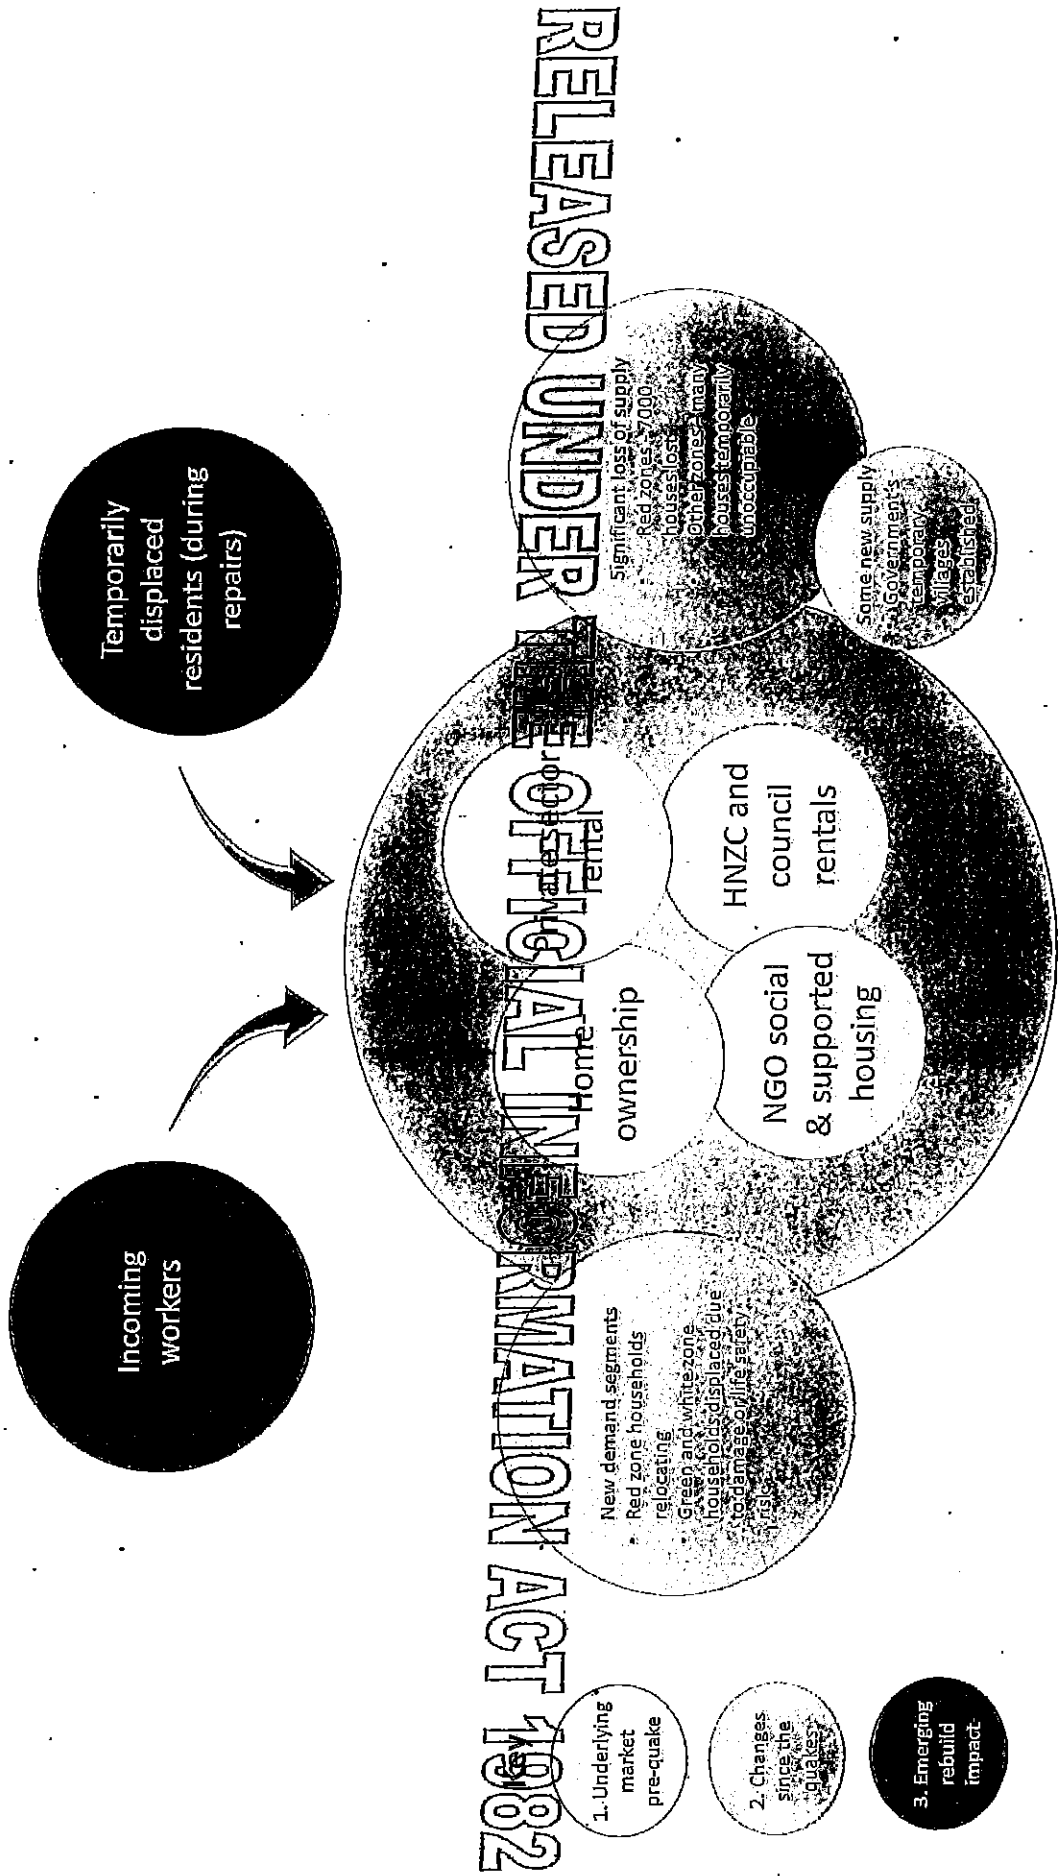 RELEASED UNDER THE OFFICIAL INFORMATION ACT 1982
Incoming
workers
Temporarily
displaced
residents (during
repairs)
Home
ownership
Private sector
rental
NGO social
& supported
housing
HNZC and
council
rentals
New demand segments
• Red zone households
relocating
• Green and white zone
households displaced due
to damage or life safety
risk
Significant loss of supply
Red zones: 7000
houses lost
Other zones: many
houses temporarily
unoccupiable
Some new supply
Government's
temporary
villages
established
Key
1. Underlying
market
pre-quake
2. Changes
since the
quakes
3. Emerging
rebuild
impact